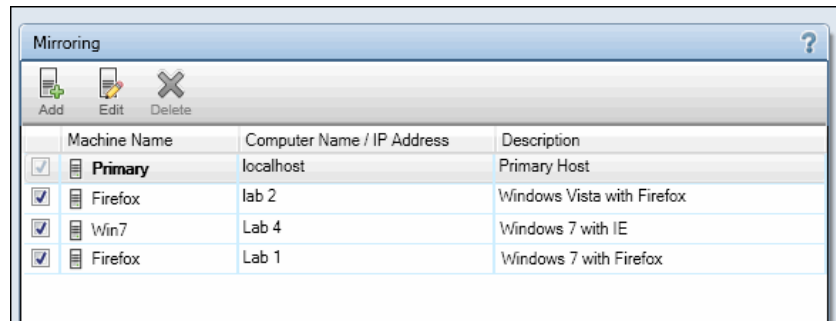 Mirroring ?
Add Edit Delete
Machine Name Computer Name / IP Address Description
Primary localhost Primary Host
Firefox lab 2 Windows Vista with Firefox
Win7 Lab 4 Windows 7 with IE
Firefox Lab 1 Windows 7 with Firefox